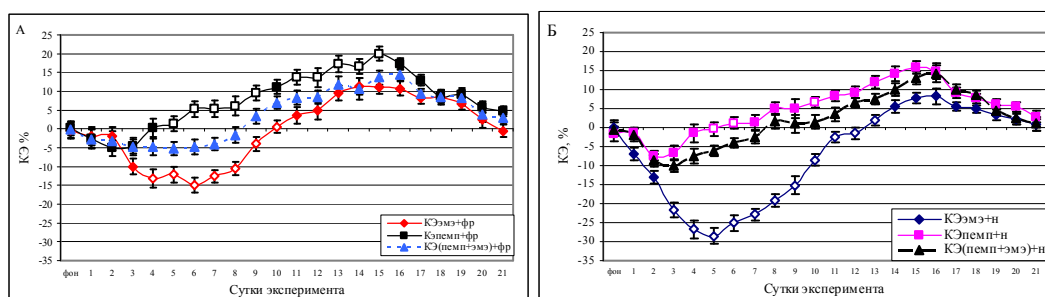 А
КЭ, %
25
20
15
10
5
0
-5
-10
-15
-20
-25
-30
-35
фон 1 2 3 4 5 6 7 8 9 10 11 12 13 14 15 16 17 18 19 20 21
Сутки эксперимента
КЭэмэ+фр
Кэпемп+фр
КЭ(пемп+эмэ)+фр
Б
КЭ, %
25
20
15
10
5
0
-5
-10
-15
-20
-25
-30
-35
фон 1 2 3 4 5 6 7 8 9 10 11 12 13 14 15 16 17 18 19 20 21
Сутки эксперимента
КЭэмэ+н
КЭпемп+н
КЭ(пемп+эмэ)+н